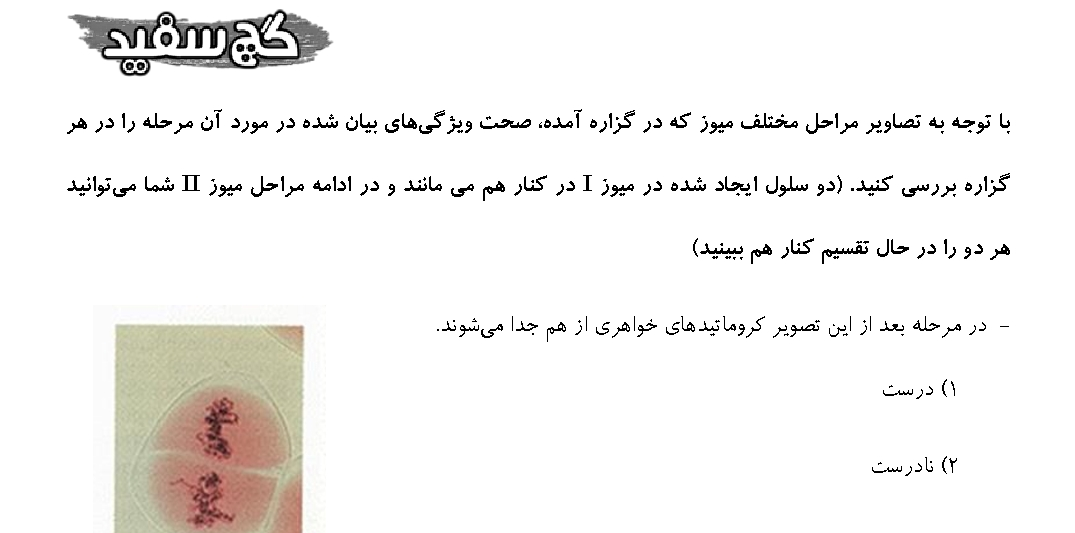 گچ سفید
با توجه به تصاویر مراحل مختلف میوز که در گزاره آمده، صحت ویژگی‌های بیان شده در مورد آن مرحله را در هر
گزاره بررسی کنید. (دو سلول ایجاد شده در میوز I در کنار هم می مانند و در ادامه مراحل میوز II شما می‌توانید
هر دو را در حال تقسیم کنار هم ببینید)
- در مرحله بعد از این تصویر کروماتیدهای خواهری از هم جدا می‌شوند.
۱) درست
۲) نادرست